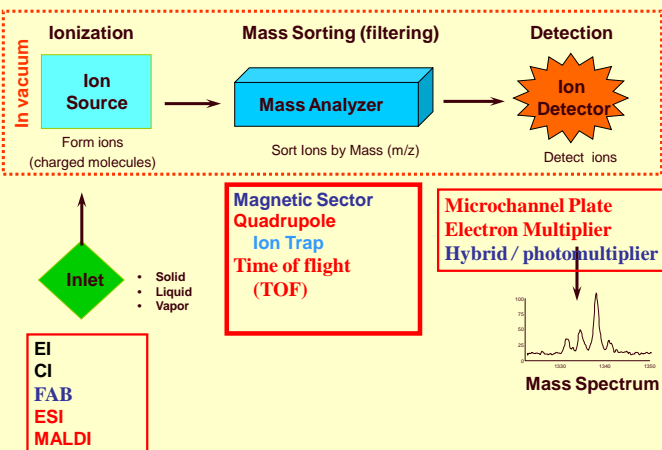 Ionization
Mass Sorting (filtering)
Detection
In vacuum
Ion
Source
Mass Analyzer
Ion
Detector
Form ions
(charged molecules)
Sort Ions by Mass (m/z)
Detect ions
Inlet
• Solid
• Liquid
• Vapor
Magnetic Sector
Quadrupole
Ion Trap
Time of flight
(TOF)
Microchannel Plate
Electron Multiplier
Hybrid / photomultiplier
EI
CI
FAB
ESI
MALDI
100
75
50
25
0
1330
1340
1350
Mass Spectrum